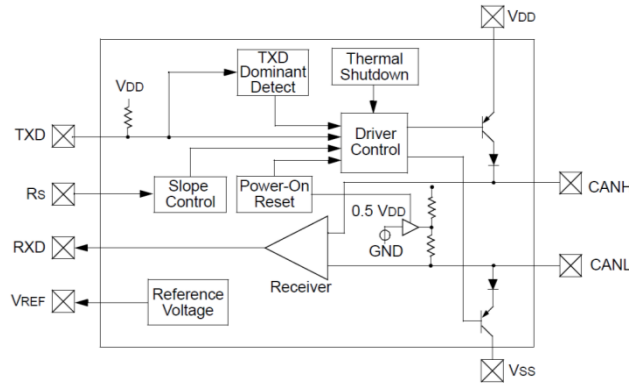 VDD
TXD
Dominant
Detect
Thermal
Shutdown
VDD
TXD
Driver
Control
RS
Slope
Control
Power-On
Reset
0.5 VDD
CANH
GND
RXD
CANL
Receiver
VREF
Reference
Voltage
VSS